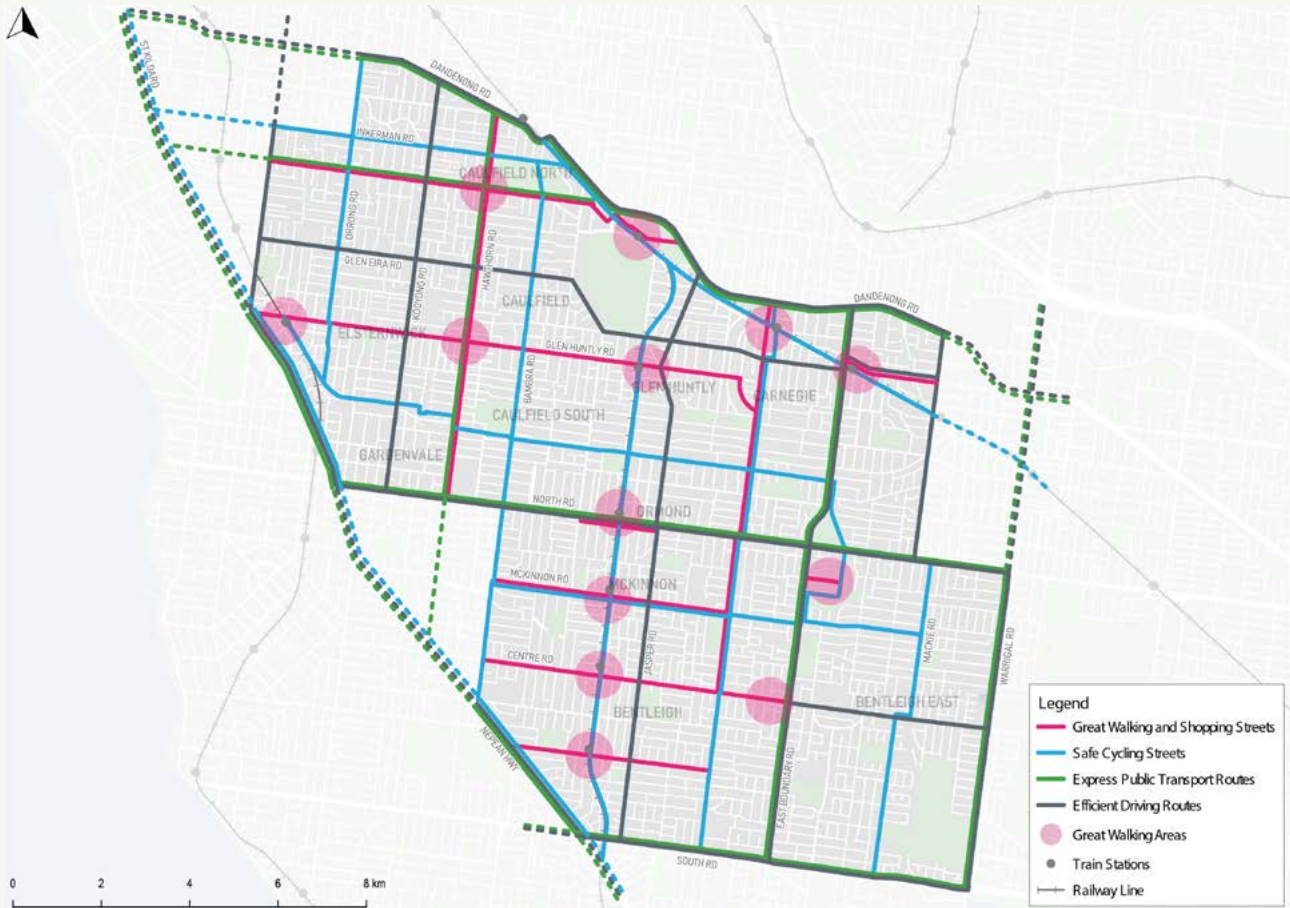 ST KILDA RD
DANDENONG RD
INKERMAN RD
CAULFIELD NORTH
ORRONG RD
HAWTHORN RD
GLEN EIRA RD
KOOYONG RD
CAULFIELD
DANDENONG RD
ELSTERNWICK
GLEN HUNTLY RD
BAMBRA RD
GLEN HUNTLY
CARNEGIE
CAULFIELD SOUTH
GARDENVALE
NORTH RD
ORMOND
MCKINNON RD
MCKINNON
JASPER RD
MACKIE RD
WARRIGAL RD
CENTRE RD
BENTLEIGH
BENTLEIGH EAST
NEPEAN HWY
EAST BOUNDARY RD
SOUTH RD
Legend
Great Walking and Shopping Streets
Safe Cycling Streets
Express Public Transport Routes
Efficient Driving Routes
Great Walking Areas
Train Stations
Railway Line
0 2 4 6 8 km